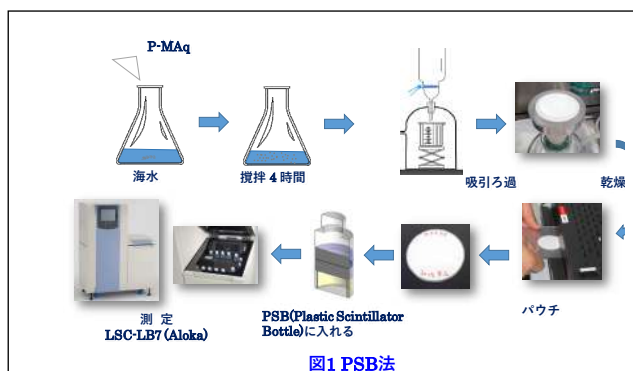 P-MAq
海水
撹拌 4 時間
吸引ろ過
乾燥
パウチ
PSB(Plastic Scintillator
Bottle)に入れる
測 定
LSC-LB7 (Aloka)
図1 PSB法